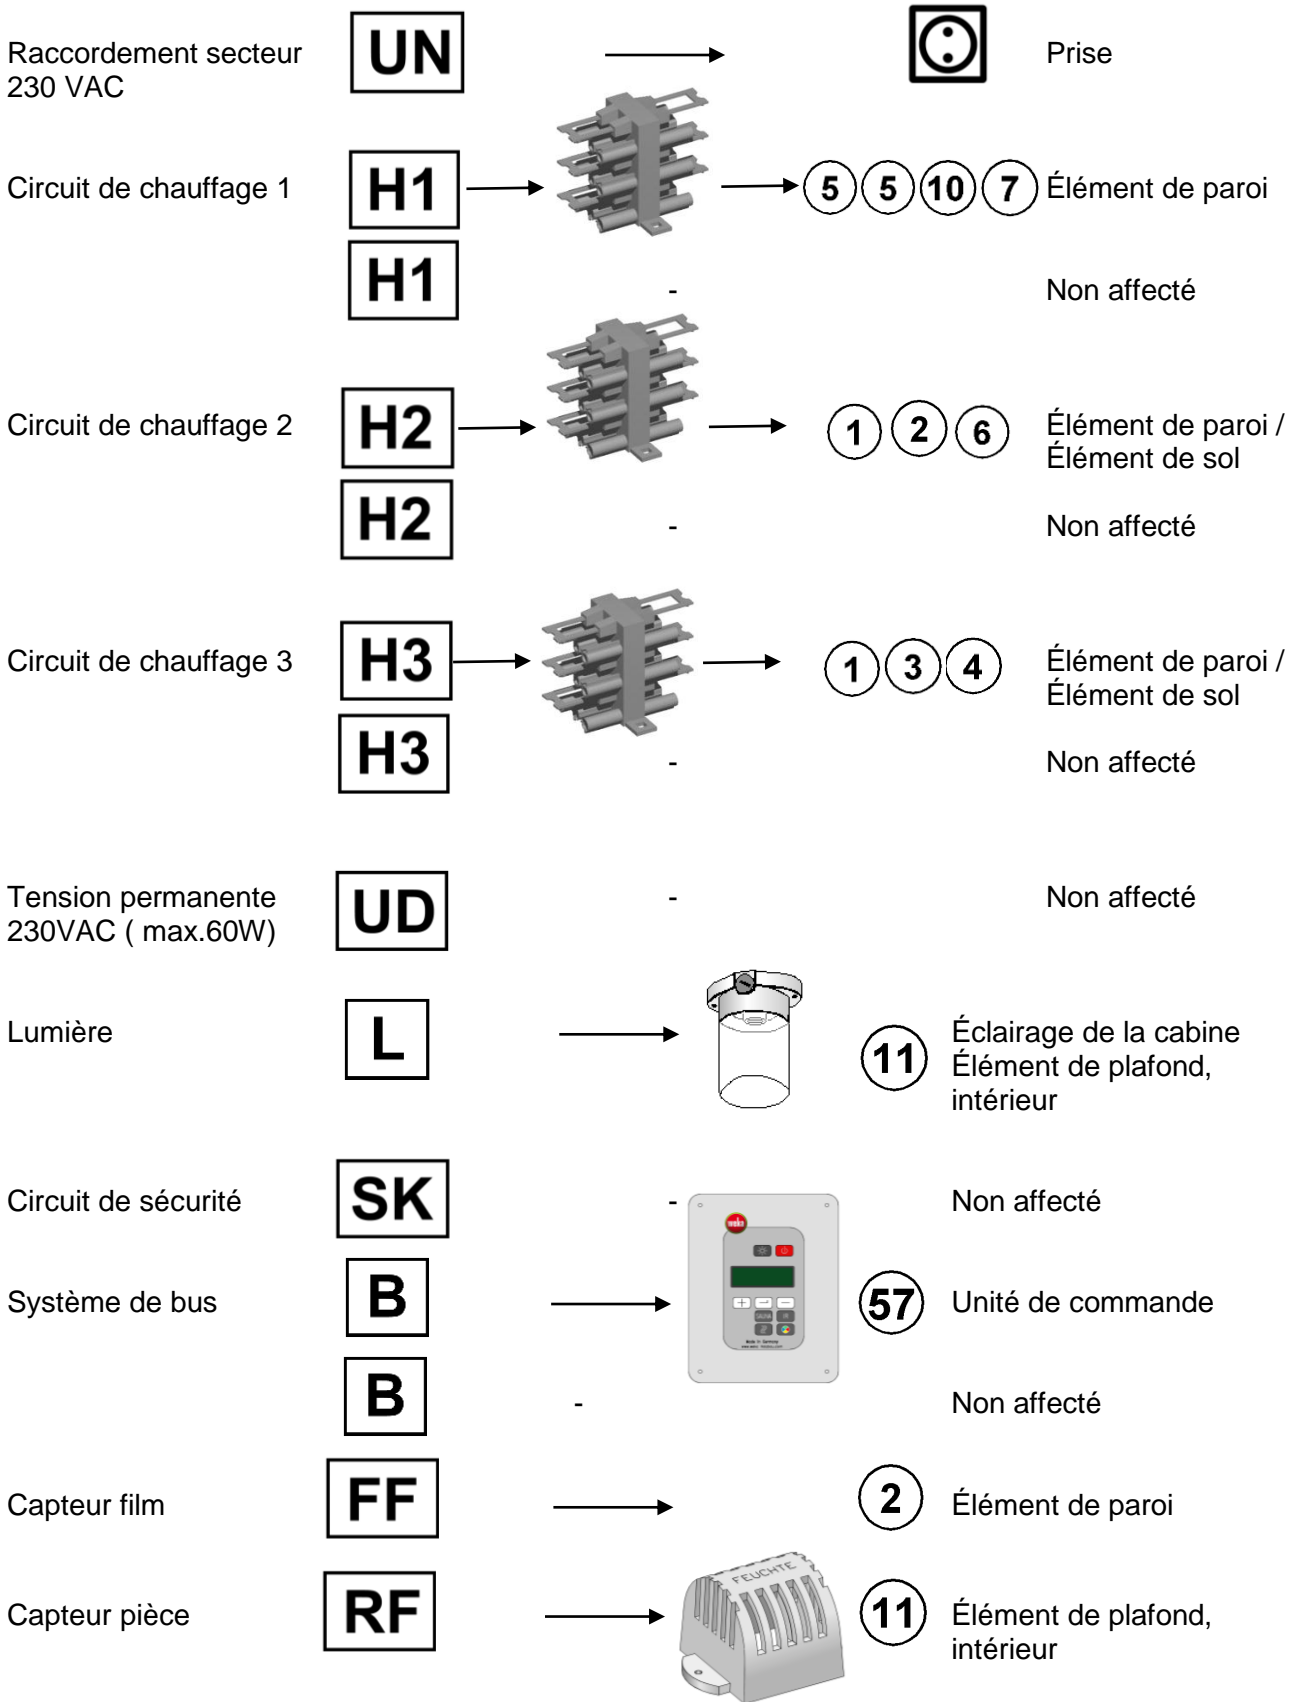 Raccordement secteur
230 VAC
UN
Prise
Circuit de chauffage 1
H1
5 5 10 7
Élément de paroi
H1
-
Non affecté
Circuit de chauffage 2
H2
1 2 6
Élément de paroi /
Élément de sol
H2
-
Non affecté
Circuit de chauffage 3
H3
1 3 4
Élément de paroi /
Élément de sol
H3
-
Non affecté
Tension permanente
230VAC ( max.60W)
UD
-
Non affecté
Lumière
L
11
Éclairage de la cabine
Élément de plafond,
intérieur
Circuit de sécurité
SK
-
Non affecté
weka
Système de bus
B
57
Unité de commande
Made in Germany
B
-
Non affecté
Capteur film
FF
2
Élément de paroi
Capteur pièce
RF
FEUCHTE
11
Élément de plafond,
intérieur